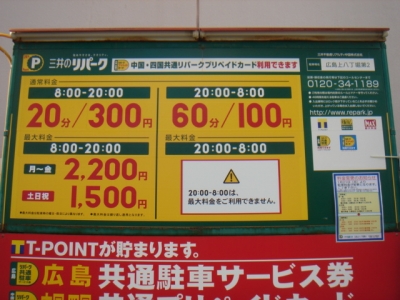 P 三井のリパーク
中国・四国共通リパークプリペイドカード利用できます
広島上八丁堀第2
0120-34-1189
http://www.repark.jp
通常料金
8:00-20:00
20分/300円
20:00-8:00
60分/100円
最大料金
8:00-20:00
月〜金 2,200円
土日祝 1,500円
最大料金
20:00-8:00
20:00-8:00は、
最大料金をご利用できません。
T T-POINTが貯まります。
広島 共通駐車サービス券